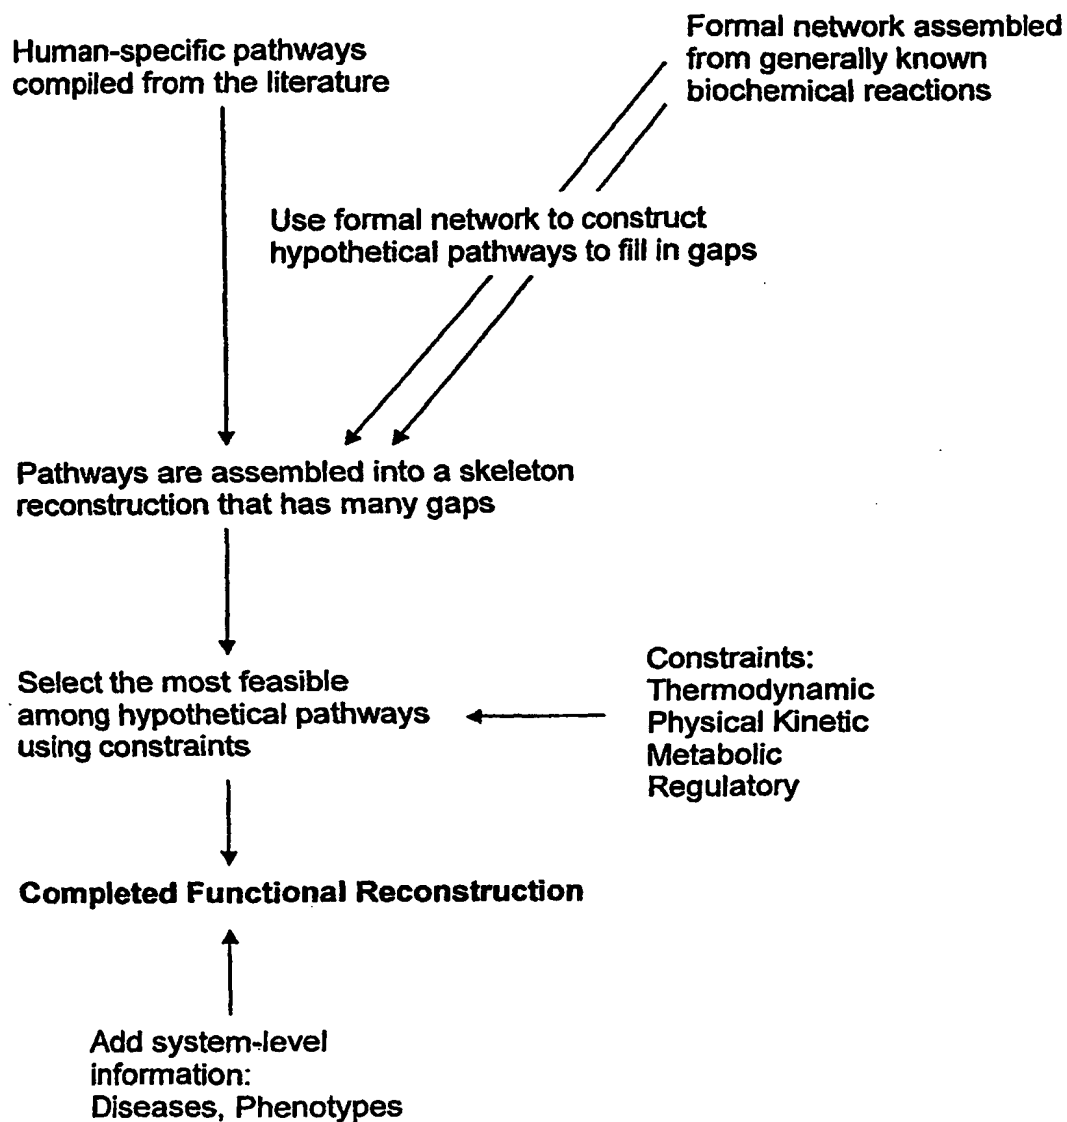 Human-specific pathways
compiled from the literature
Formal network assembled
from generally known
biochemical reactions
Use formal network to construct
hypothetical pathways to fill in gaps
Pathways are assembled into a skeleton
reconstruction that has many gaps
Select the most feasible
among hypothetical pathways
using constraints
Constraints:
Thermodynamic
Physical Kinetic
Metabolic
Regulatory
Completed Functional Reconstruction
Add system-level
information:
Diseases, Phenotypes